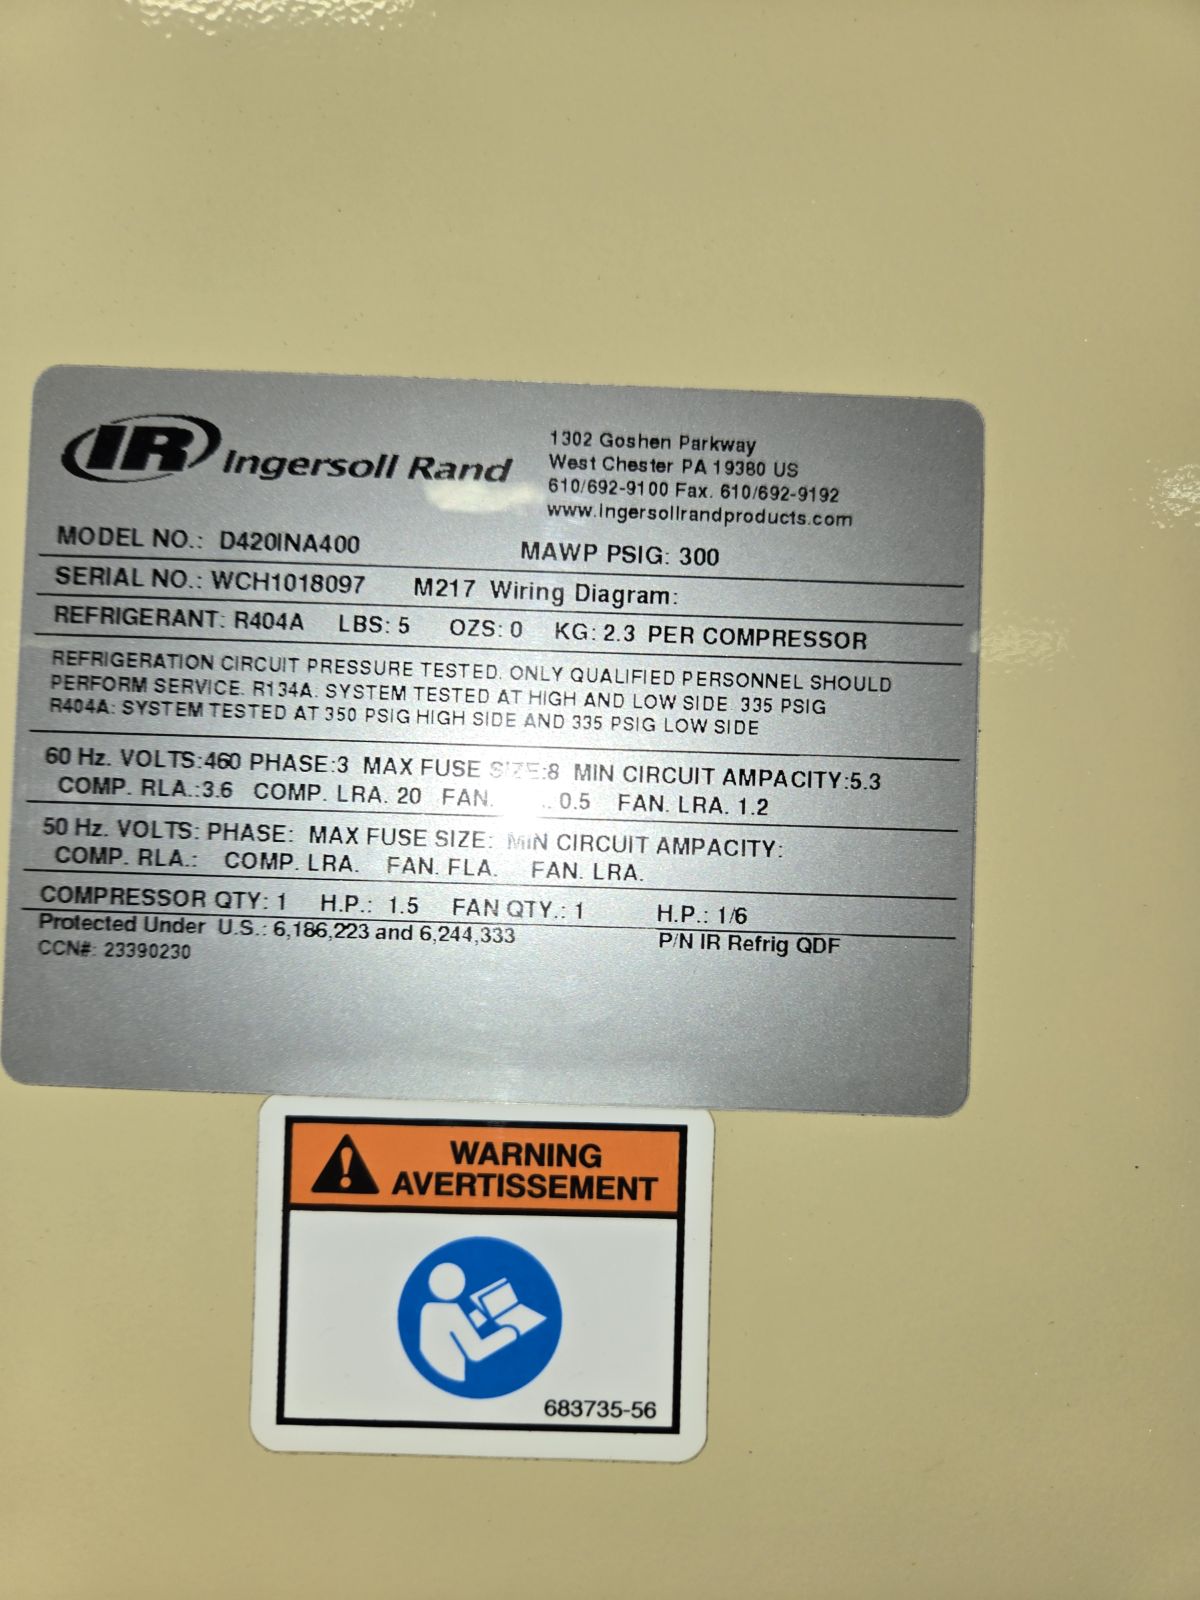 IR Ingersoll Rand
1302 Goshen Parkway
West Chester PA 19380 US
610/692-9100 Fax. 610/692-9192
www.ingersollrandproducts.com
MODEL NO.: D420INA400 MAWP PSIG: 300
SERIAL NO.: WCH1018097 M217 Wiring Diagram:
REFRIGERANT: R404A LBS: 5 OZS: 0 KG: 2.3 PER COMPRESSOR
REFRIGERATION CIRCUIT PRESSURE TESTED. ONLY QUALIFIED PERSONNEL SHOULD
PERFORM SERVICE. R134A: SYSTEM TESTED AT HIGH AND LOW SIDE 335 PSIG
R404A: SYSTEM TESTED AT 350 PSIG HIGH SIDE AND 335 PSIG LOW SIDE
60 Hz. VOLTS:460 PHASE:3 MAX FUSE SIZE:8 MIN CIRCUIT AMPACITY:5.3
COMP. RLA.:3.6 COMP. LRA. 20 FAN. 0.5 FAN. LRA. 1.2
50 Hz. VOLTS: PHASE: MAX FUSE SIZE: MIN CIRCUIT AMPACITY:
COMP. RLA.: COMP. LRA. FAN. FLA. FAN. LRA.
COMPRESSOR QTY: 1 H.P.: 1.5 FAN QTY.: 1 H.P.: 1/6
Protected Under U.S.: 6,186,223 and 6,244,333 P/N IR Refrig QDF
CCN#: 23390230
WARNING
AVERTISSEMENT
683735-56